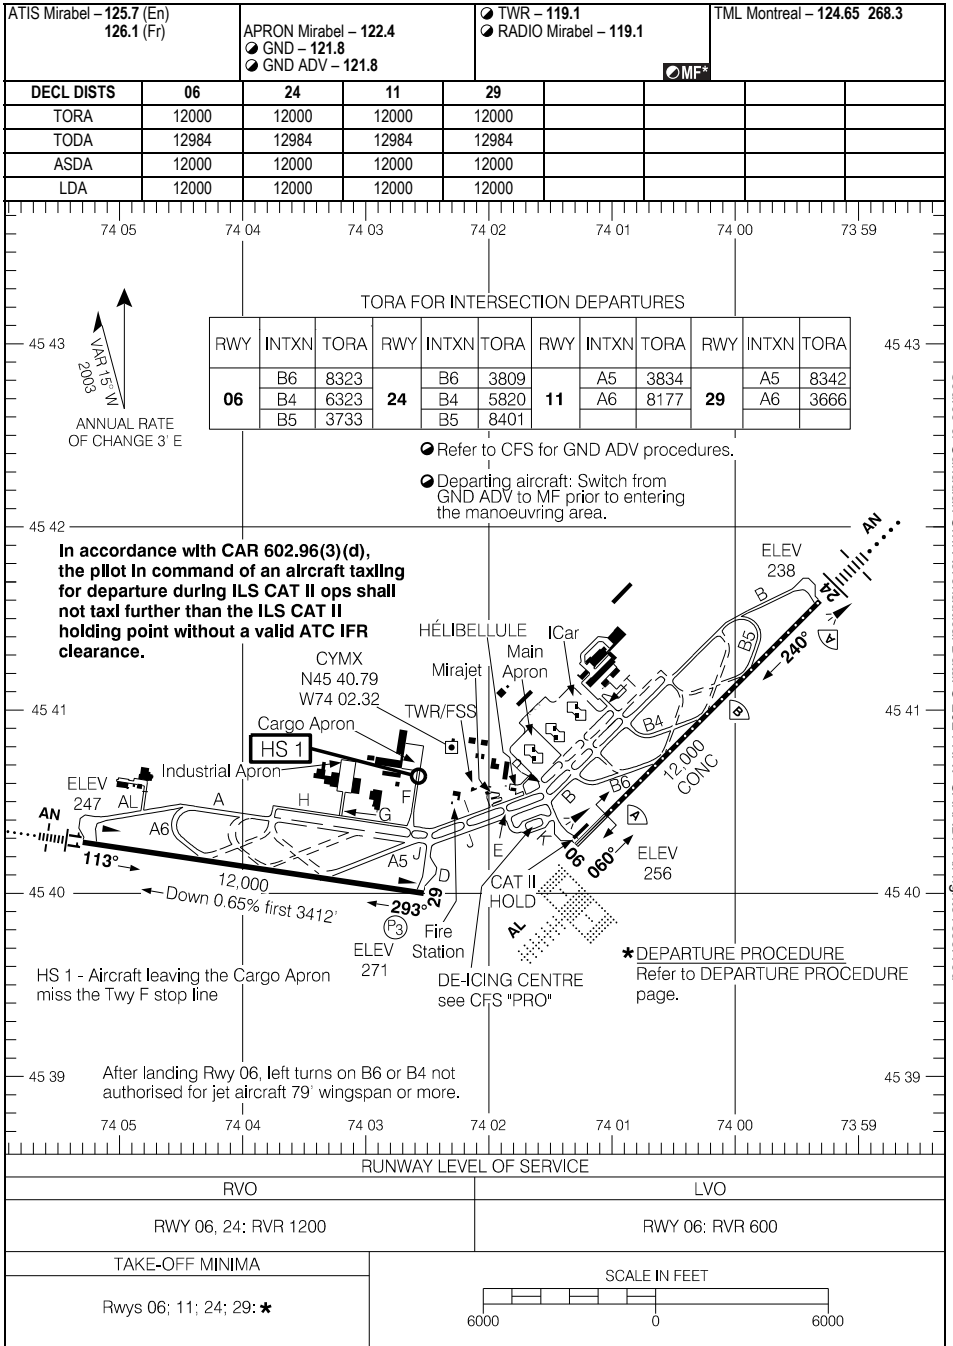 ATIS Mirabel – 125.7 (En)
126.1 (Fr)
APRON Mirabel – 122.4
GND – 121.8
GND ADV – 121.8
TWR – 119.1
RADIO Mirabel – 119.1
MF*
TML Montreal – 124.65 268.3
DECL DISTS 06 24 11 29
TORA 12000 12000 12000 12000
TODA 12984 12984 12984 12984
ASDA 12000 12000 12000 12000
LDA 12000 12000 12000 12000
74 05 74 04 74 03 74 02 74 01 74 00 73 59
TORA FOR INTERSECTION DEPARTURES
RWY INTXN TORA RWY INTXN TORA RWY INTXN TORA RWY INTXN TORA
06 B6 8323 24 B6 3809 11 A5 3834 29 A5 8342
B4 6323 B4 5820 A6 8177 A6 3666
B5 3733 B5 8401
45 43
45 43
VAR 15° W
2003
ANNUAL RATE
OF CHANGE 3' E
Refer to CFS for GND ADV procedures.
Departing aircraft: Switch from
GND ADV to MF prior to entering
the manoeuvring area.
45 42
45 42
In accordance with CAR 602.96(3)(d),
the pilot in command of an aircraft taxiing
for departure during ILS CAT II ops shall
not taxi further than the ILS CAT II
holding point without a valid ATC IFR
clearance.
AN
ELEV
238
24
B
A
B5
240°
HÉLIBELLULE
ICar
Main
Apron
Mirajet
CYMX
N45 40.79
W74 02.32
TWR/FSS
45 41
45 41
B
B4
Cargo Apron
HS 1
Industrial Apron
12,000
CONC
B6
B
A
ELEV
247
AL
A
H
G
F
AN
A6
J
J
E
K
A5
D
113°
12,000
Down 0.65% first 3412'
293°
29
P3
ELEV
271
06
060°
ELEV
256
CAT II
HOLD
AL
45 40
45 40
Fire
Station
DE-ICING CENTRE
see CFS "PRO"
* DEPARTURE PROCEDURE
Refer to DEPARTURE PROCEDURE
page.
HS 1 - Aircraft leaving the Cargo Apron
miss the Twy F stop line
45 39
45 39
After landing Rwy 06, left turns on B6 or B4 not
authorised for jet aircraft 79' wingspan or more.
74 05 74 04 74 03 74 02 74 01 74 00 73 59
RUNWAY LEVEL OF SERVICE
RVO LVO
RWY 06, 24: RVR 1200 RWY 06: RVR 600
TAKE-OFF MINIMA
Rwys 06; 11; 24; 29: *
SCALE IN FEET
6000 0 6000